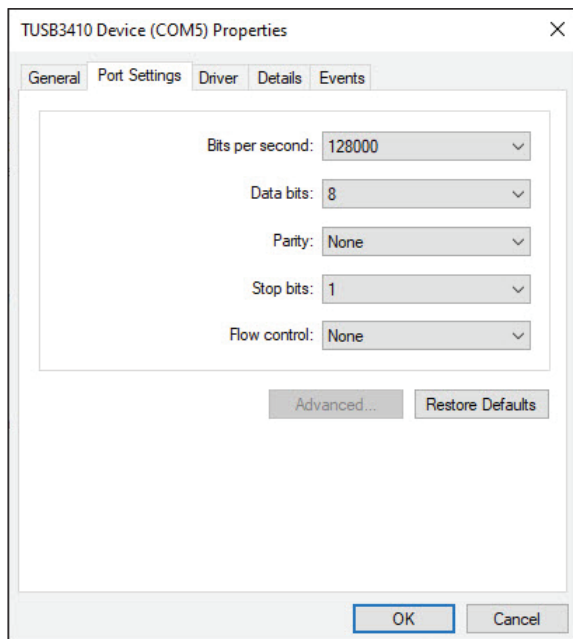 TUSB3410 Device (COM5) Properties
General Port Settings Driver Details Events
Bits per second: 128000
Data bits: 8
Parity: None
Stop bits: 1
Flow control: None
Advanced... Restore Defaults
OK Cancel